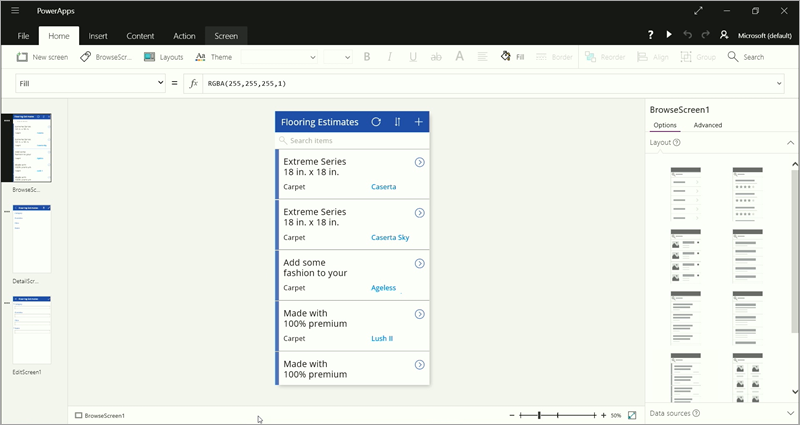 PowerApps
File Home Insert Content Action Screen
Microsoft (default)
New screen BrowseScr... Layouts Theme Fill Border Reorder Align Group Search
Fill = fx RGBA(255,255,255,1)
BrowseSc...
DetailScr...
EditScreen1
Flooring Estimates
Search items
Extreme Series
18 in. x 18 in.
Carpet Caserta
Extreme Series
18 in. x 18 in.
Carpet Caserta Sky
Add some
fashion to your
Carpet Ageless
Made with
100% premium
Carpet Lush II
Made with
100% premium
BrowseScreen1
Options Advanced
Layout
Data sources
BrowseScreen1
50%